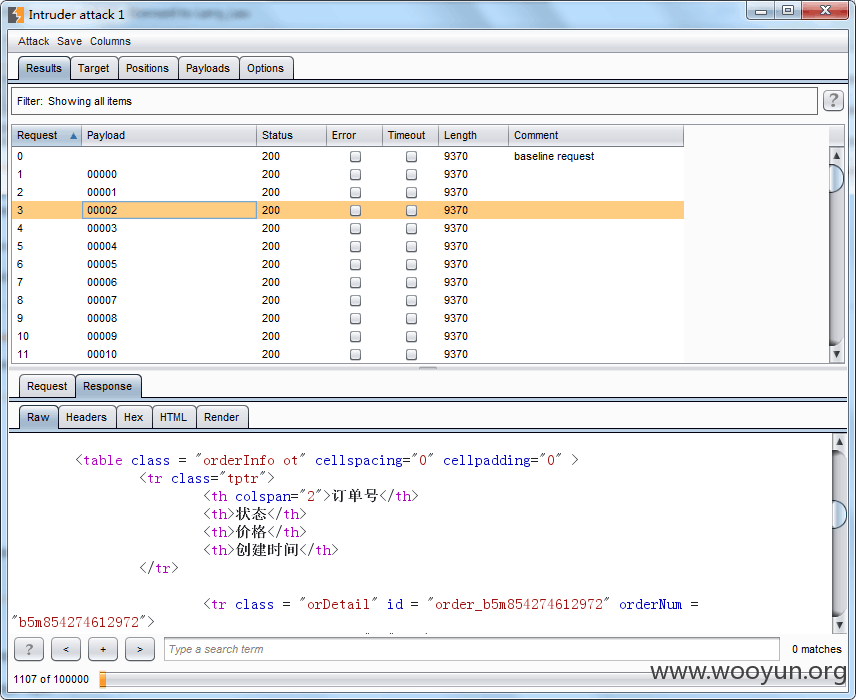 Intruder attack 1
Attack Save Columns
Results Target Positions Payloads Options
Filter: Showing all items
?
Request Payload Status Error Timeout Length Comment
0 200 9370 baseline request
1 00000 200 9370
2 00001 200 9370
3 00002 200 9370
4 00003 200 9370
5 00004 200 9370
6 00005 200 9370
7 00006 200 9370
8 00007 200 9370
9 00008 200 9370
10 00009 200 9370
11 00010 200 9370
Request Response
Raw Headers Hex HTML Render
<table class = "orderInfo ot" cellspacing="0" cellpadding="0" >
<tr class="tptr">
<th colspan="2">订单号</th>
<th>状态</th>
<th>价格</th>
<th>创建时间</th>
</tr>
<tr class = "orDetail" id = "order_b5m854274612972" orderNum =
"b5m854274612972">
? < + > Type a search term 0 matches
www.wooyun.org
1107 of 100000